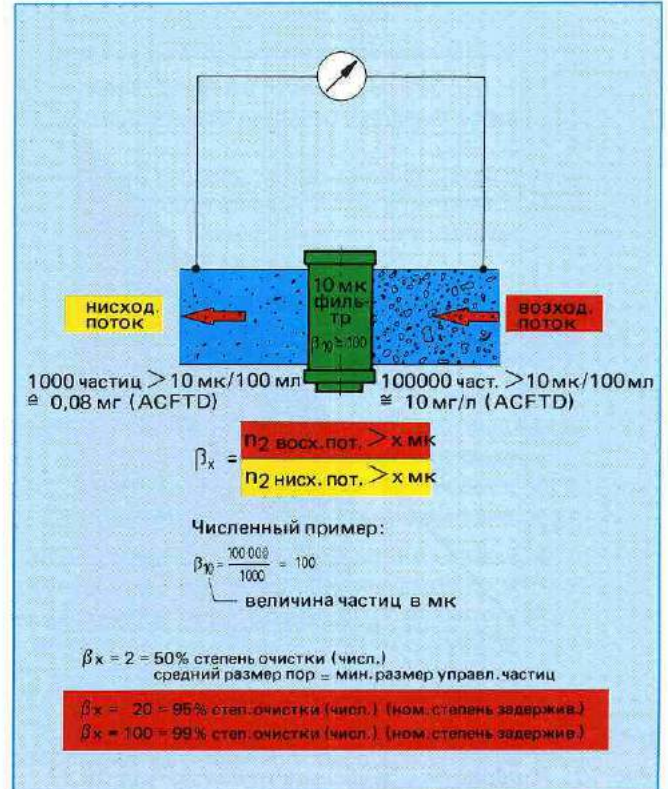 10 мк
филь-
тр
β10 = 100
НИСХОД.
ПОТОК
ВОЗХОД.
ПОТОК
1000 частиц > 10 мк/100 мл
≙ 0,08 мг (ACFTD)
100000 част. > 10 мк/100 мл
≙ 10 мг/л (ACFTD)
βx = n2 восх. пот. > x мк
n2 нисх. пот. > x мк
Численный пример:
β10 = 100 000 / 1000 = 100
величина частиц в мк
βx = 2 = 50% степень очистки (числ.)
средний размер пор = мин. размер управл. частиц
βx = 20 = 95% степ. очистки (числ.) (ном. степень задержив.)
βx = 100 = 99% степ. очистки (числ.) (ном. степень задержив.)